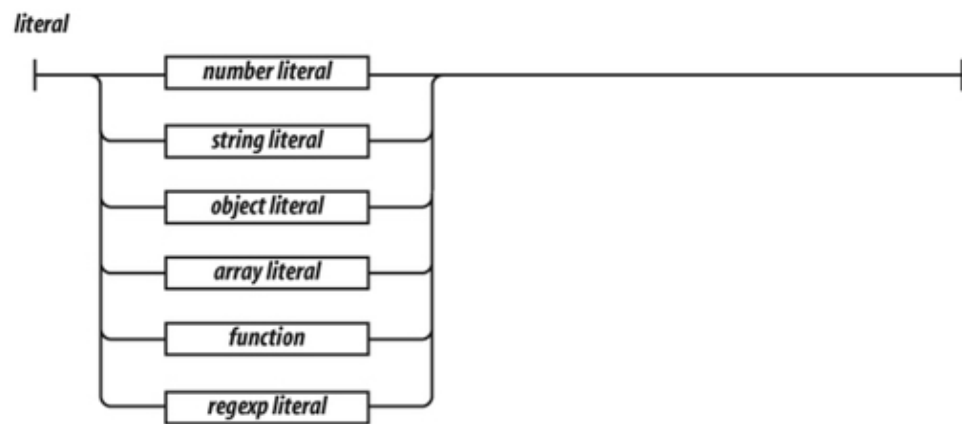 literal
number literal
string literal
object literal
array literal
function
regexp literal